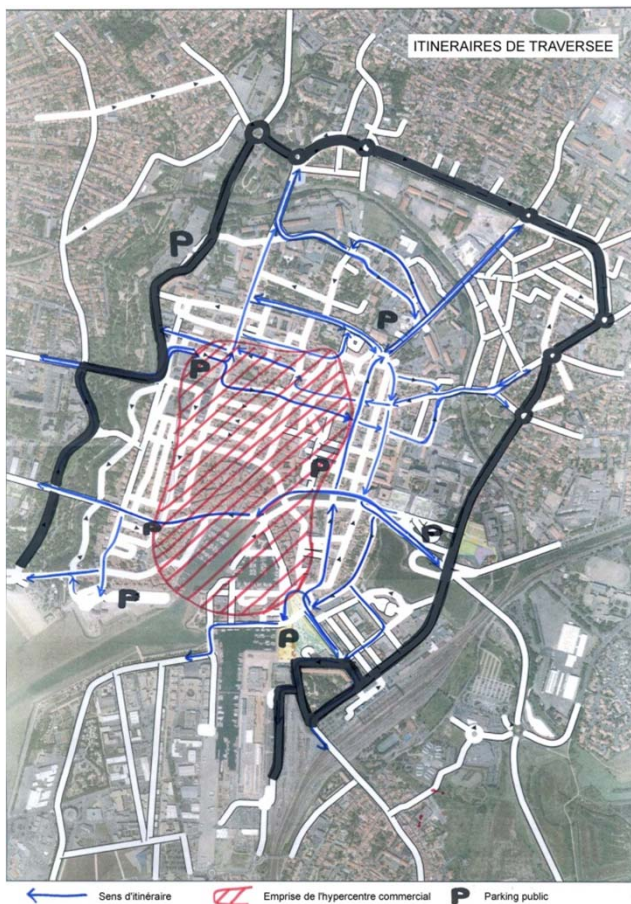 ITINERAIRES DE TRAVERSEE
P
P
P
P
P
P
P
P
Sens d'itinéraire
Emprise de l'hypercentre commercial
P Parking public